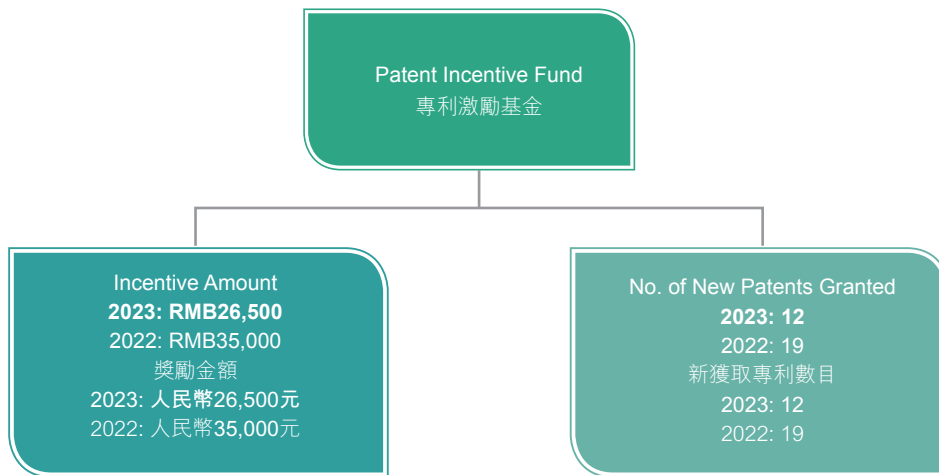 Patent Incentive Fund
專利激勵基金
Incentive Amount
2023: RMB26,500
2022: RMB35,000
獎勵金額
2023: 人民幣26,500元
2022: 人民幣35,000元
No. of New Patents Granted
2023: 12
2022: 19
新獲取專利數目
2023: 12
2022: 19